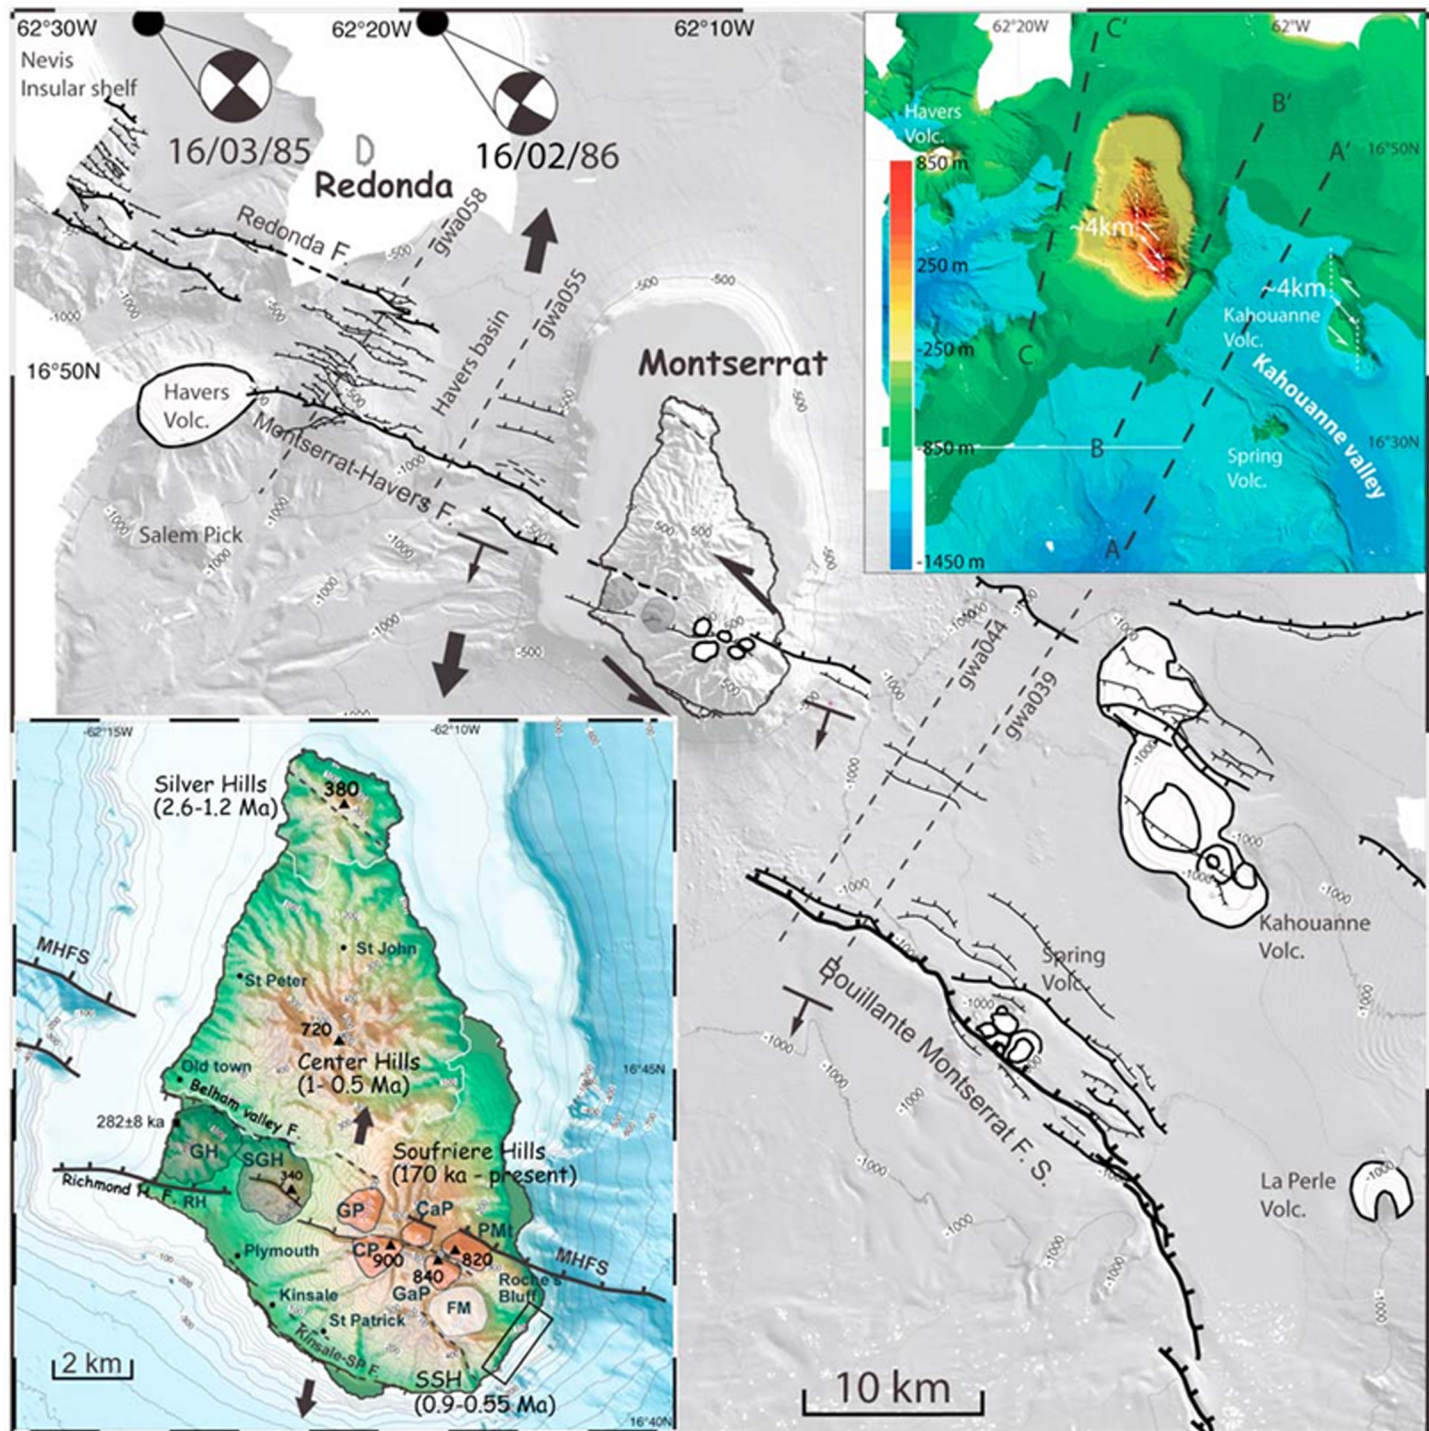 62°30W
62°20W
62°10W
Nevis
Insular shelf
16/03/85
16/02/86
Redonda
Redonda F.
gwa058
gwa055
Havers basin
-500
-1000
16°50N
Havers
Volc.
Montserrat
Montserrat-Havers F.
Salem Pick
500
500
-500
-1000
gwa044
gwa039
Kahouanne
Volc.
Spring
Volc.
Bouillante Montserrat F. S.
La Perle
Volc.
10 km
62°20W
62°W
C'
B'
A'
16°50N
Havers
Volc.
850 m
250 m
-250 m
-850 m
-1450 m
~4km
~4km
Kahouanne
Volc.
Kahouanne valley
C
B
A
16°30N
Spring
Volc.
-62°15W
-62°10W
Silver Hills
(2.6-1.2 Ma)
380
MHFS
St John
St Peter
720
Center Hills
(1- 0.5 Ma)
16°45N
Old town
Belham valley F.
282±8 ka
GH
SGH
340
Soufriere Hills
(170 ka - present)
Richmond H. F.
RH
GP
CaP
PMt
CP
900
820
840
MHFS
Plymouth
GaP
Roche's
Bluff
FM
Kinsale
St Patrick
Kinsale-SP F.
2 km
SSH
(0.9-0.55 Ma)
16°40N